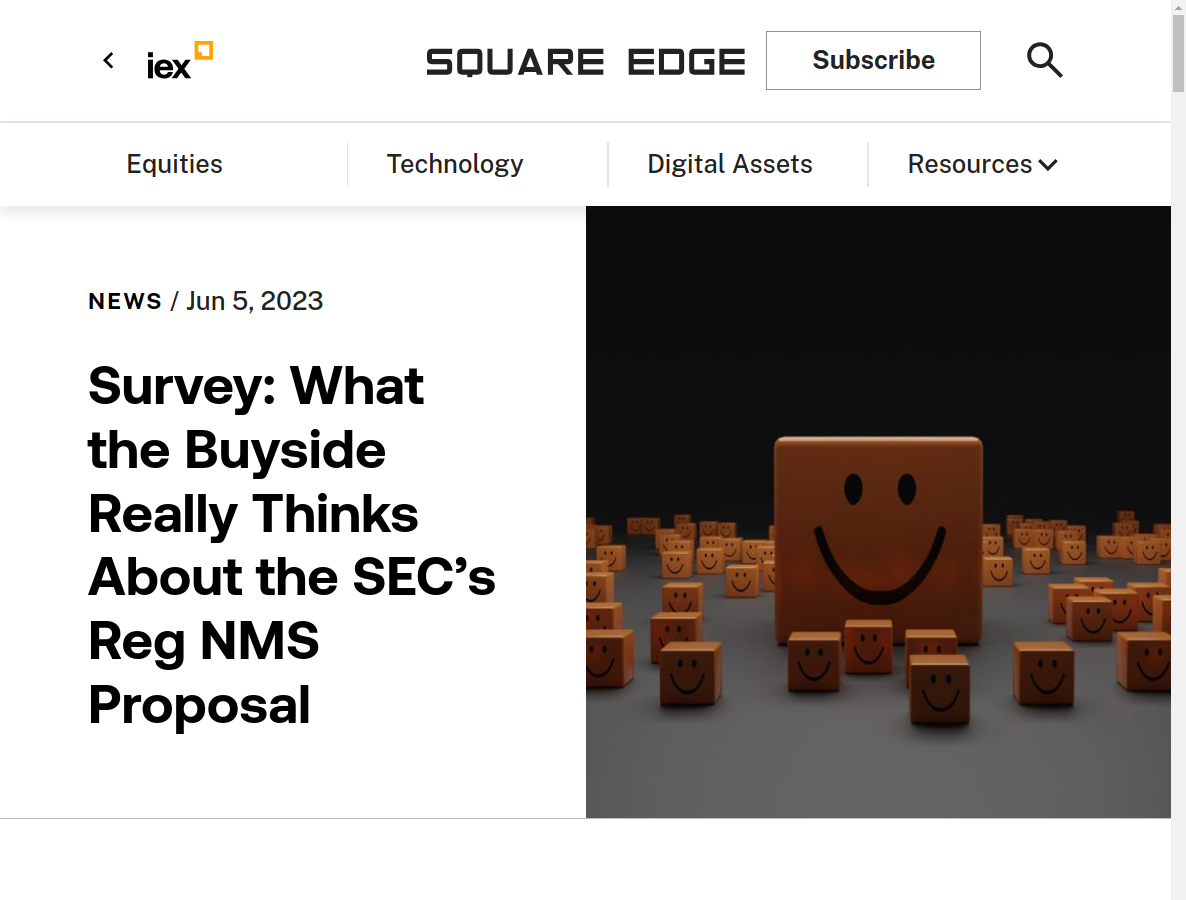 iex
SQUARE EDGE
Subscribe
Equities
Technology
Digital Assets
Resources
NEWS / Jun 5, 2023
Survey: What
the Buyside
Really Thinks
About the SEC’s
Reg NMS
Proposal